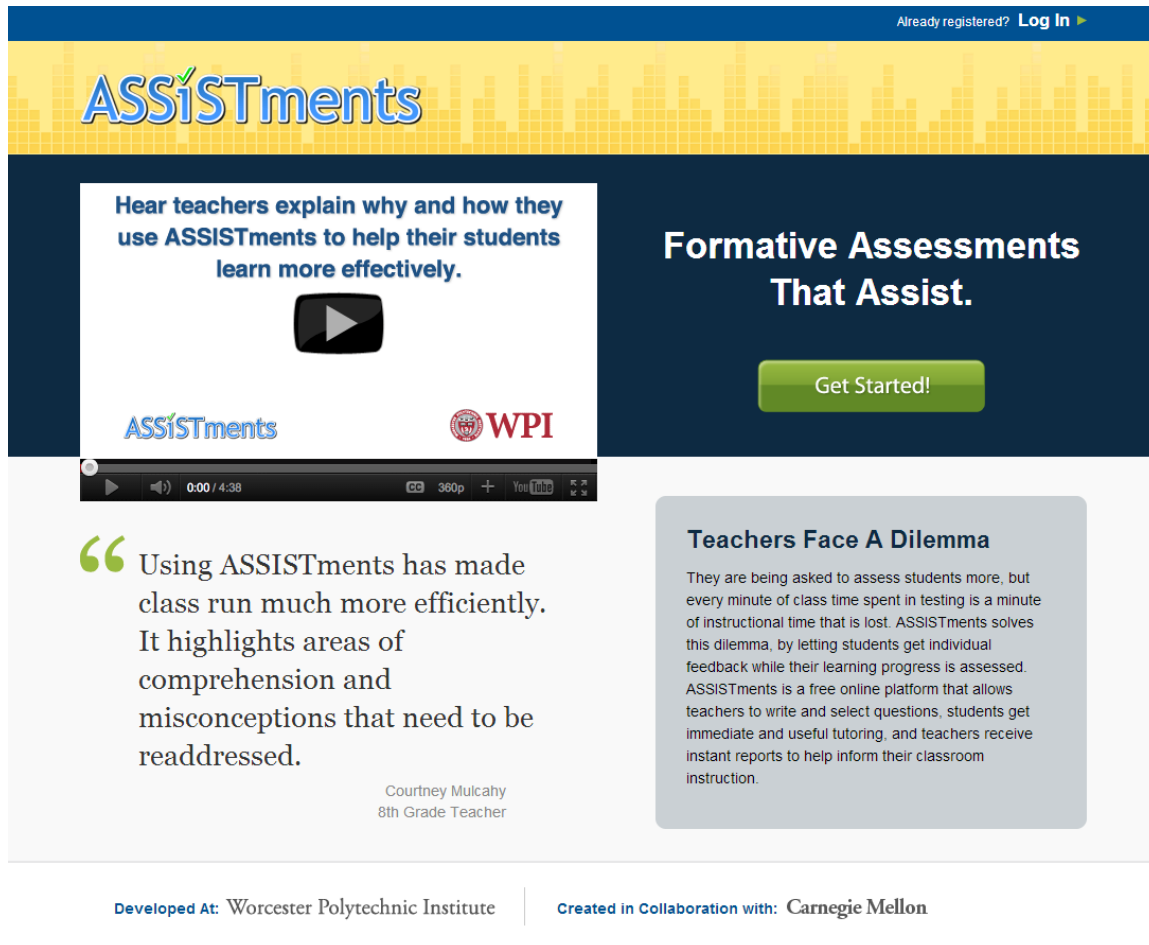 Already registered? Log In
ASSiSTments
Hear teachers explain why and how they
use ASSISTments to help their students
learn more effectively.
ASSiSTments
WPI
0:00 / 4:38
CC
360p
YouTube
Formative Assessments
That Assist.
Get Started!
“ Using ASSISTments has made
class run much more efficiently.
It highlights areas of
comprehension and
misconceptions that need to be
readdressed.
Courtney Mulcahy
8th Grade Teacher
Teachers Face A Dilemma
They are being asked to assess students more, but
every minute of class time spent in testing is a minute
of instructional time that is lost. ASSISTments solves
this dilemma, by letting students get individual
feedback while their learning progress is assessed.
ASSISTments is a free online platform that allows
teachers to write and select questions, students get
immediate and useful tutoring, and teachers receive
instant reports to help inform their classroom
instruction.
Developed At: Worcester Polytechnic Institute
Created in Collaboration with: Carnegie Mellon